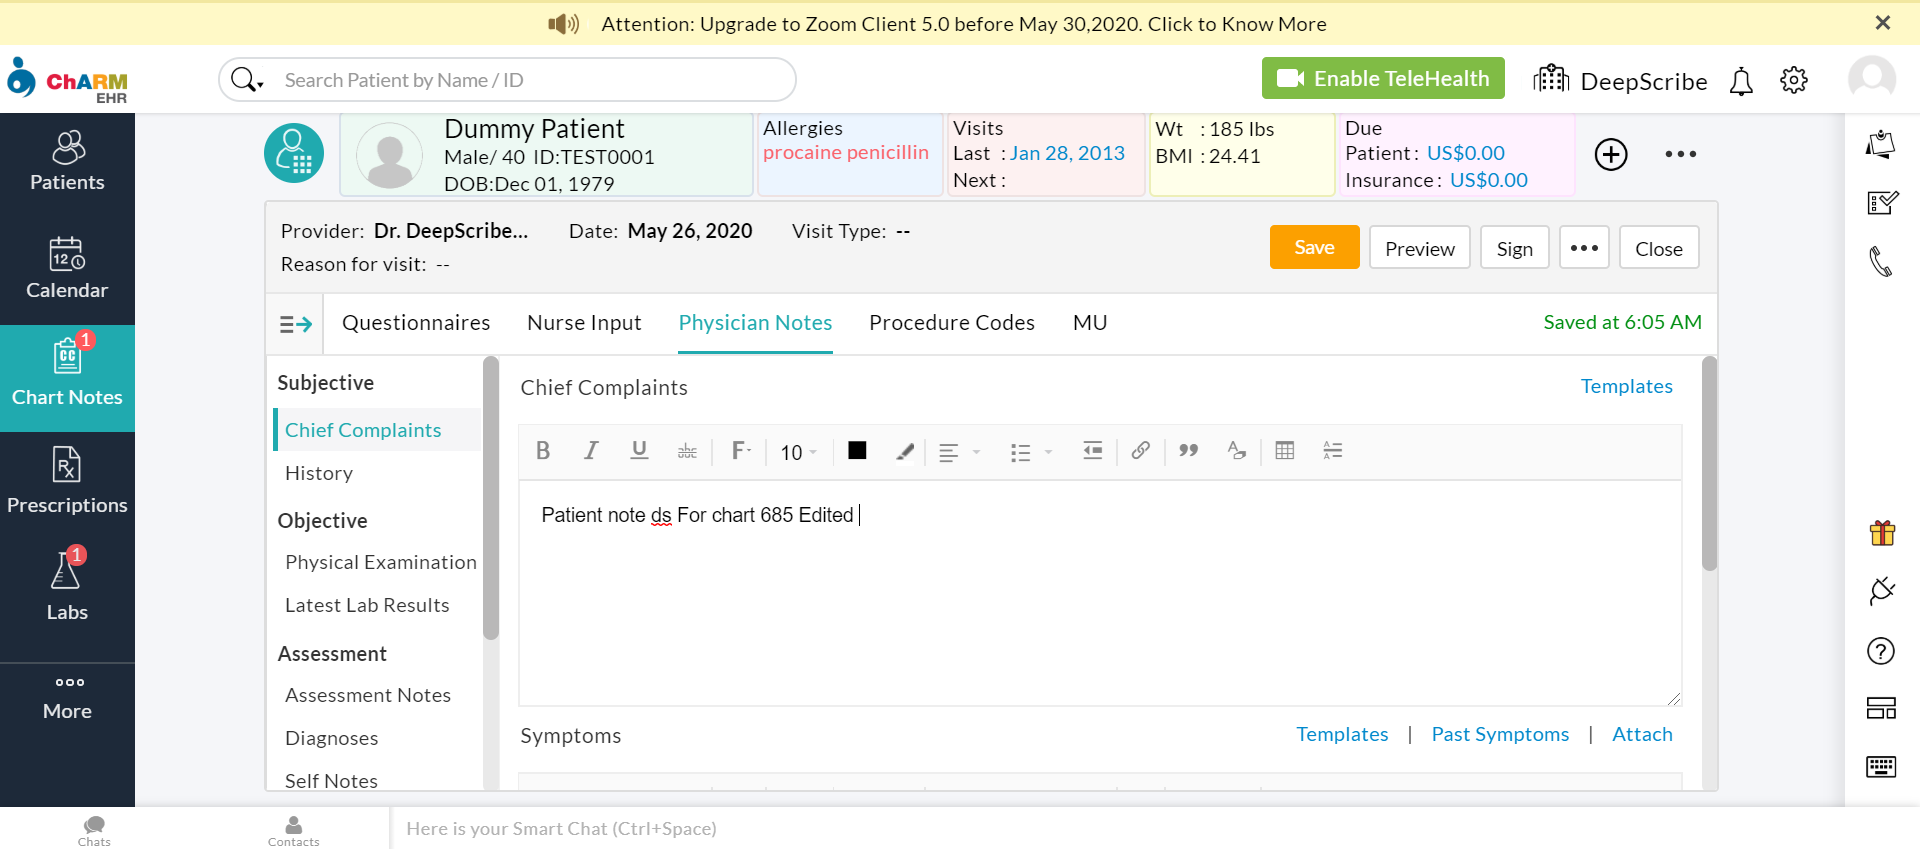 Attention: Upgrade to Zoom Client 5.0 before May 30,2020. Click to Know More
ChARM
EHR
Search Patient by Name / ID
Enable TeleHealth
DeepScribe
Patients
12
Calendar
CC
1
Chart Notes
Rx
Prescriptions
1
Labs
More
Dummy Patient
Male/ 40 ID:TEST0001
DOB:Dec 01, 1979
Allergies
procaine penicillin
Visits
Last : Jan 28, 2013
Next :
Wt : 185 lbs
BMI : 24.41
Due
Patient : US$0.00
Insurance : US$0.00
Provider: Dr. DeepScribe... Date: May 26, 2020 Visit Type: --
Reason for visit: --
Save Preview Sign ••• Close
Questionnaires Nurse Input Physician Notes Procedure Codes MU
Saved at 6:05 AM
Subjective
Chief Complaints
History
Objective
Physical Examination
Latest Lab Results
Assessment
Assessment Notes
Diagnoses
Self Notes
Chief Complaints
Templates
B I U abc F 10
Patient note ds For chart 685 Edited
Symptoms
Templates | Past Symptoms | Attach
Chats
Contacts
Here is your Smart Chat (Ctrl+Space)